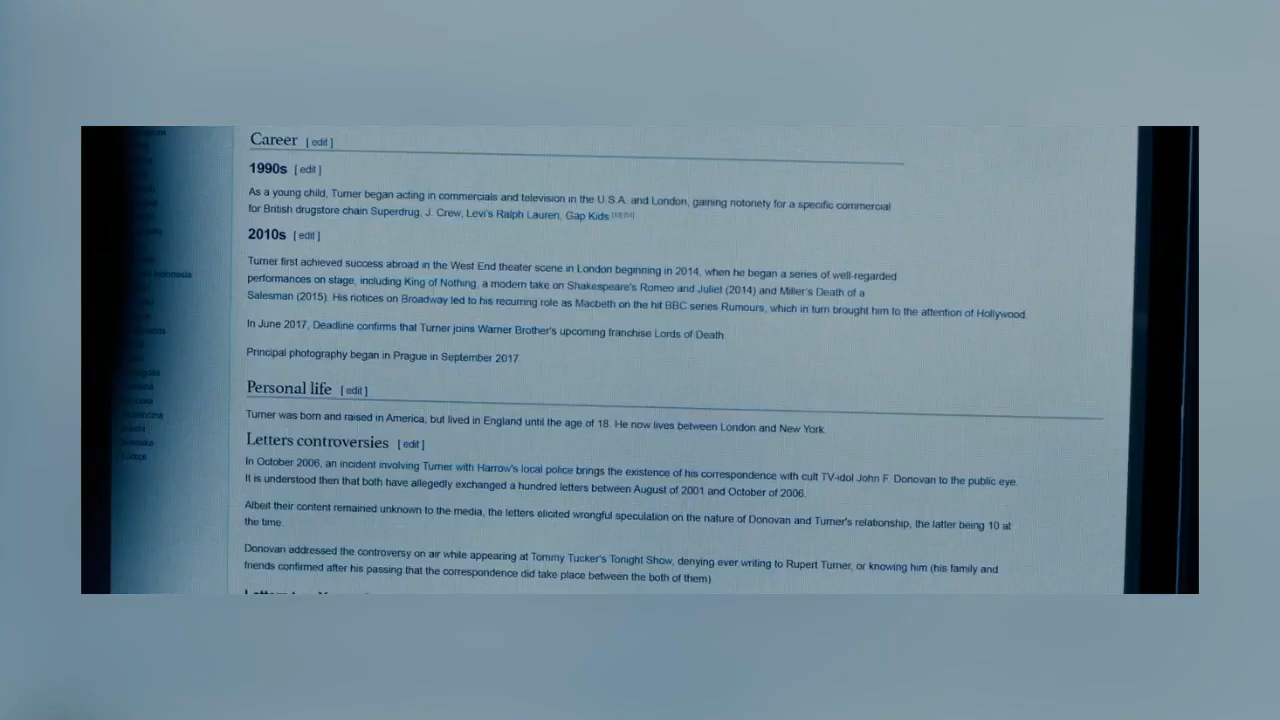 Career [ edit ]
1990s [ edit ]
As a young child, Turner began acting in commercials and television in the U.S.A. and London, gaining notoriety for a specific commercial
for British drugstore chain Superdrug, J. Crew, Levi's Ralph Lauren, Gap Kids.
2010s [ edit ]
Turner first achieved success abroad in the West End theater scene in London beginning in 2014, when he began a series of well-regarded
performances on stage, including King of Nothing, a modern take on Shakespeare's Romeo and Juliet (2014) and Miller's Death of a
Salesman (2015). His notices on Broadway led to his recurring role as Macbeth on the hit BBC series Rumours, which in turn brought him to the attention of Hollywood.
In June 2017, Deadline confirms that Turner joins Warner Brother's upcoming franchise Lords of Death.
Principal photography began in Prague in September 2017.
Personal life [ edit ]
Turner was born and raised in America, but lived in England until the age of 18. He now lives between London and New York.
Letters controversies [ edit ]
In October 2006, an incident involving Turner with Harrow's local police brings the existence of his correspondence with cult TV-idol John F. Donovan to the public eye.
It is understood then that both have allegedly exchanged a hundred letters between August of 2001 and October of 2006.
Albeit their content remained unknown to the media, the letters elicited wrongful speculation on the nature of Donovan and Turner's relationship, the latter being 10 at
the time.
Donovan addressed the controversy on air while appearing at Tommy Tucker's Tonight Show, denying ever writing to Rupert Turner, or knowing him (his family and
friends confirmed after his passing that the correspondence did take place between the both of them)